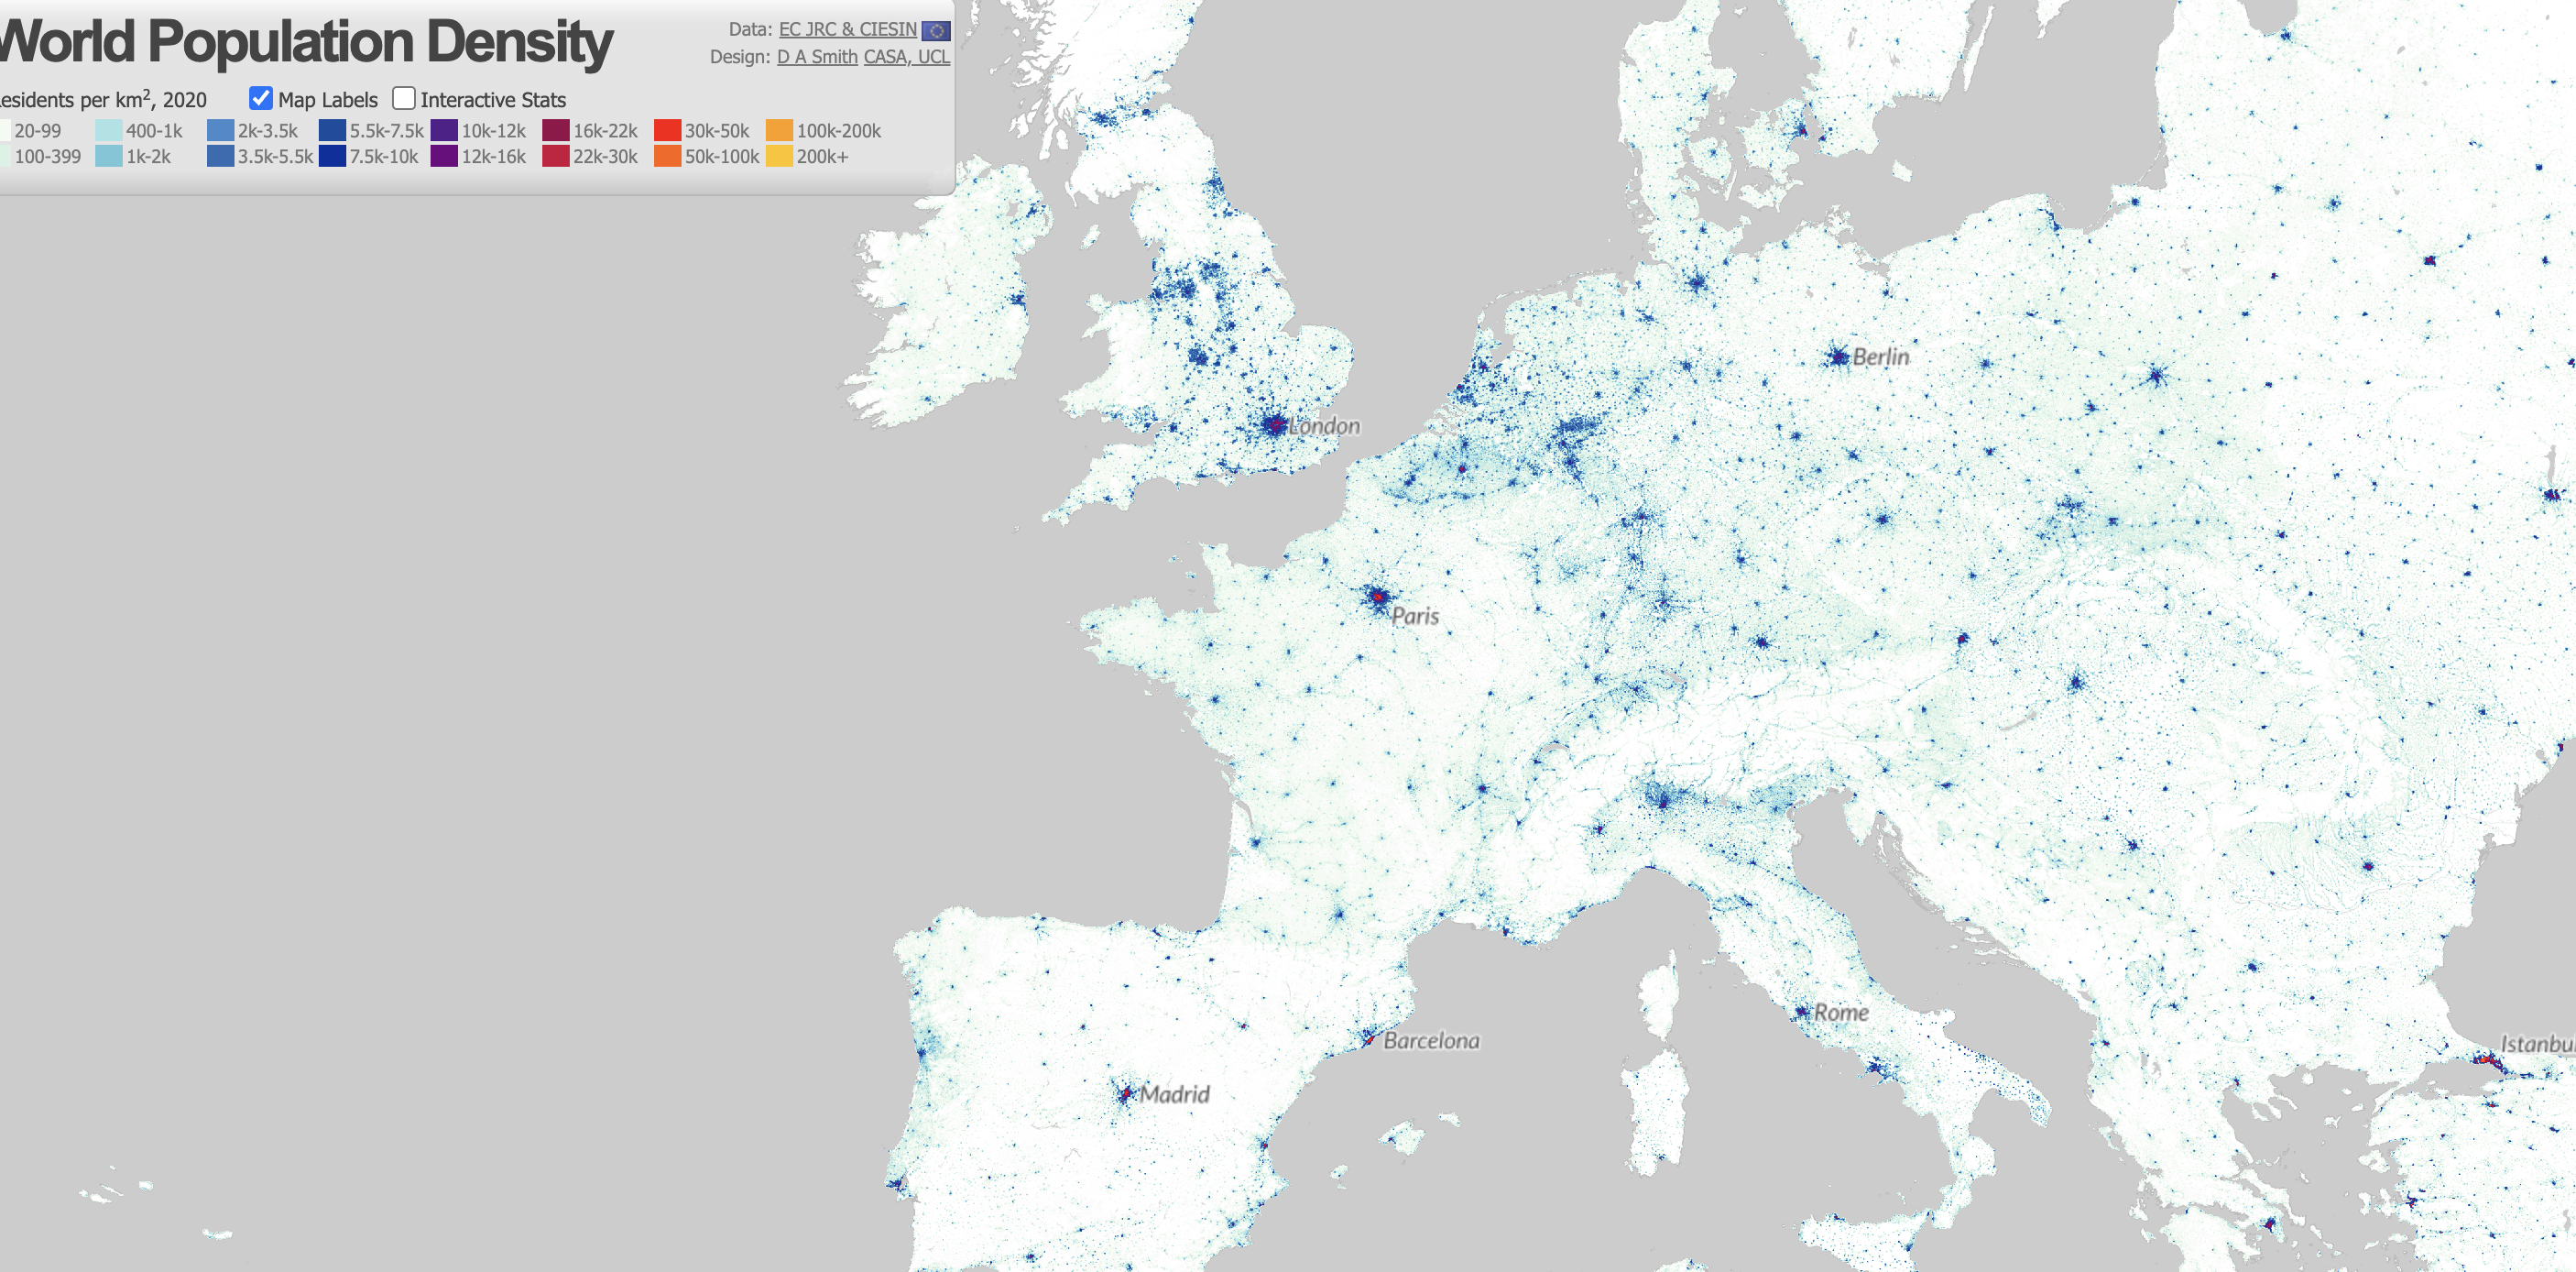 World Population Density
Data: EC JRC & CIESIN
Design: D A Smith CASA, UCL
esidents per km², 2020
Map Labels
Interactive Stats
20-99 400-1k 2k-3.5k 5.5k-7.5k 10k-12k 16k-22k 30k-50k 100k-200k
100-399 1k-2k 3.5k-5.5k 7.5k-10k 12k-16k 22k-30k 50k-100k 200k+
Berlin
London
Paris
Rome
Barcelona
Istanbu
Madrid